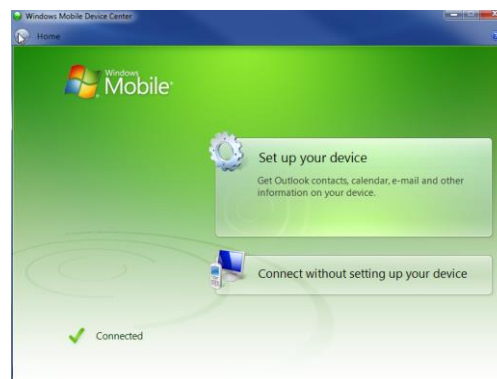 Windows Mobile Device Center
Home
Windows
Mobile
Set up your device
Get Outlook contacts, calendar, e-mail and other
information on your device.
Connect without setting up your device
Connected